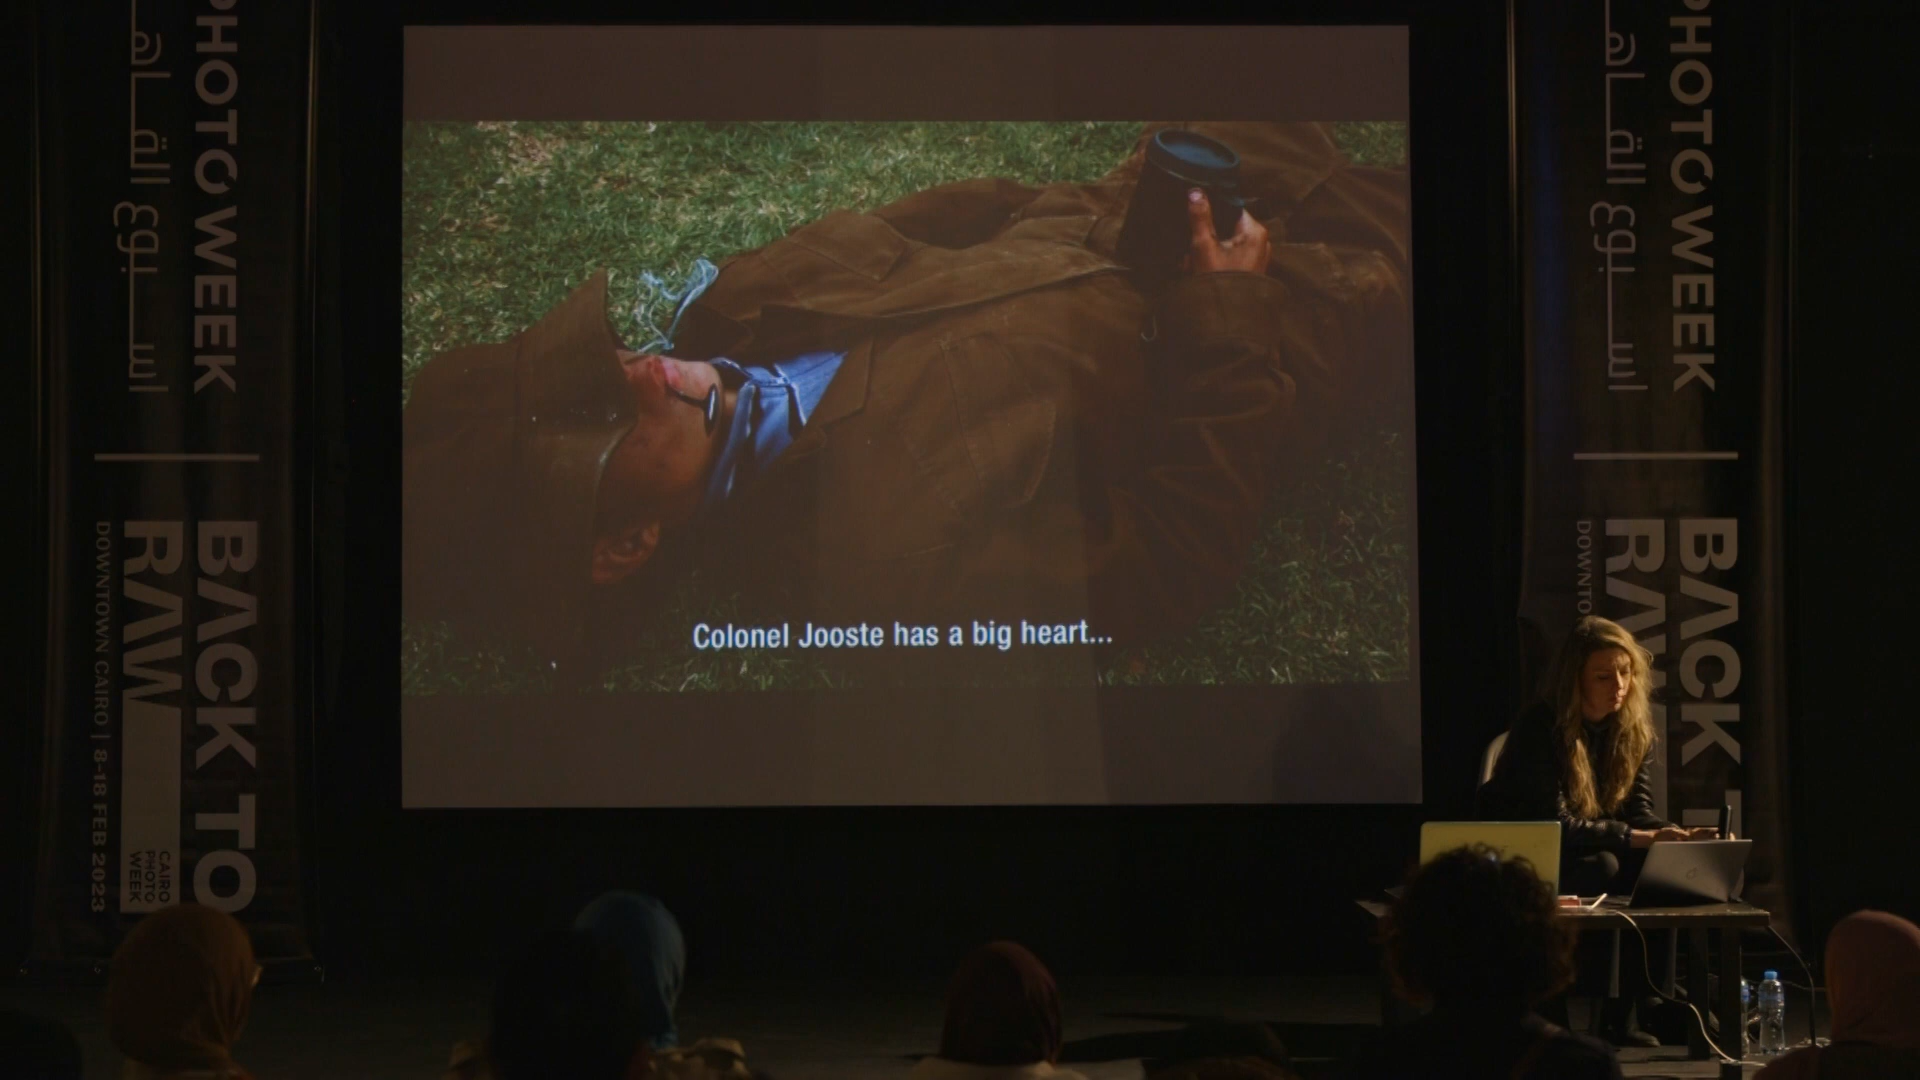 PHOTO WEEK
BACK TO
RAW
DOWNTOWN CAIRO | 8-18 FEB 2023
CAIRO
PHOTO
WEEK
Colonel Jooste has a big heart...
PHOTO WEEK
BACK TO
RAW